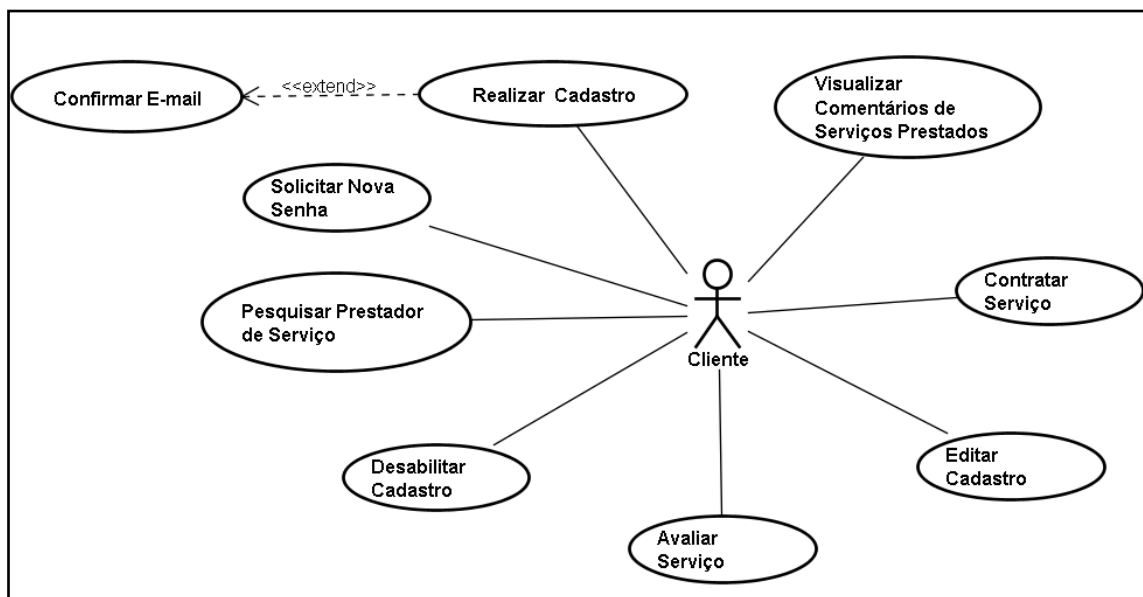 Confirmar E-mail
<<extend>>
Realizar Cadastro
Visualizar
Comentários de
Serviços Prestados
Solicitar Nova
Senha
Pesquisar Prestador
de Serviço
Contratar
Serviço
Cliente
Desabilitar
Cadastro
Editar
Cadastro
Avaliar
Serviço